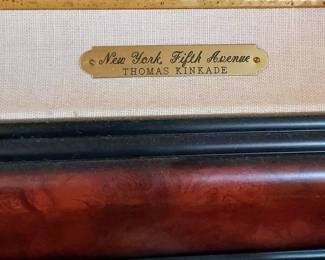 New York, Fifth Avenue
THOMAS KINKADE